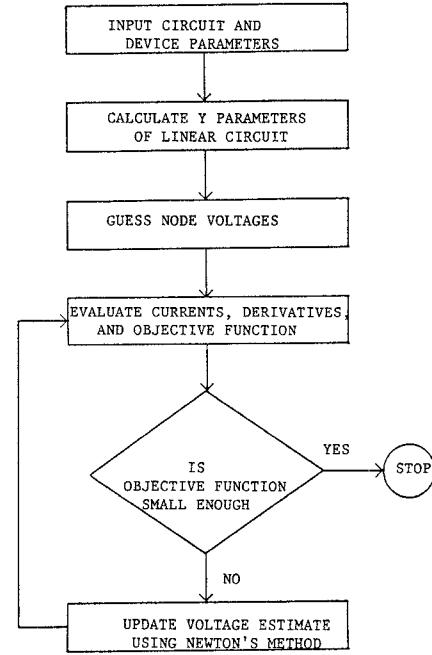 INPUT CIRCUIT AND
DEVICE PARAMETERS
CALCULATE Y PARAMETERS
OF LINEAR CIRCUIT
GUESS NODE VOLTAGES
EVALUATE CURRENTS, DERIVATIVES,
AND OBJECTIVE FUNCTION
IS
OBJECTIVE FUNCTION
SMALL ENOUGH
YES
STOP
NO
UPDATE VOLTAGE ESTIMATE
USING NEWTON'S METHOD